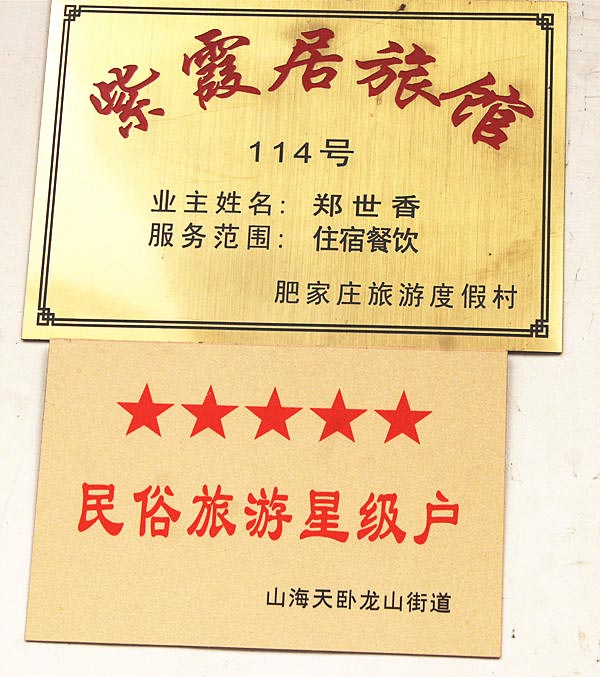 紫霞居旅馆
114号
业主姓名：郑世香
服务范围：住宿餐饮
肥家庄旅游度假村
民俗旅游星级户
山海天卧龙山街道